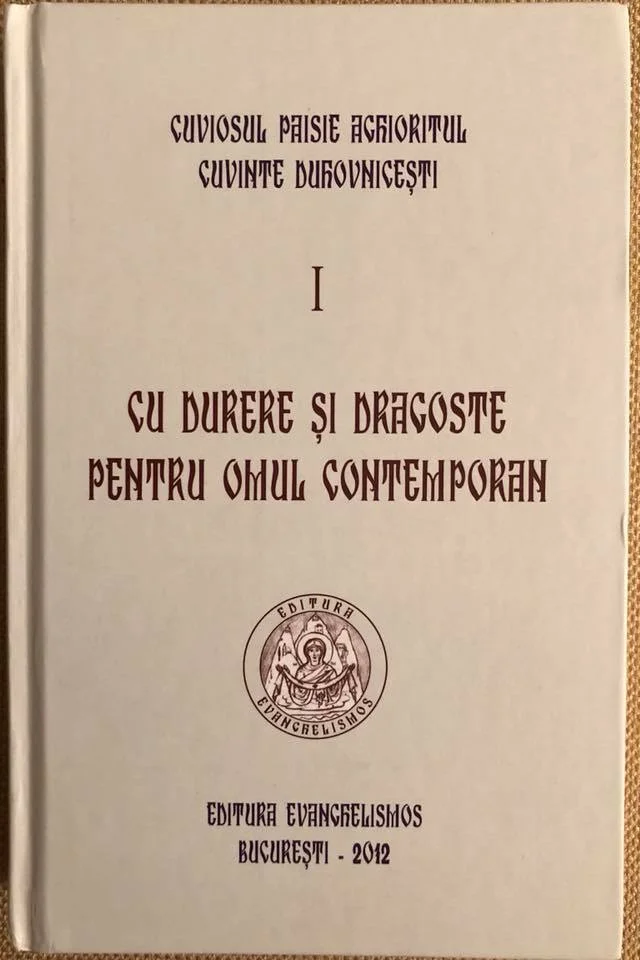 CUVIOSUL PAISIE AGHIORITUL
CUVINTE DUHOVNICEȘTI
I
CU DURERE ȘI DRAGOSTE
PENTRU OMUL CONTEMPORAN
EDITURA
EVANGHELISMOS
EDITURA EVANGHELISMOS
BUCUREȘTI - 2012